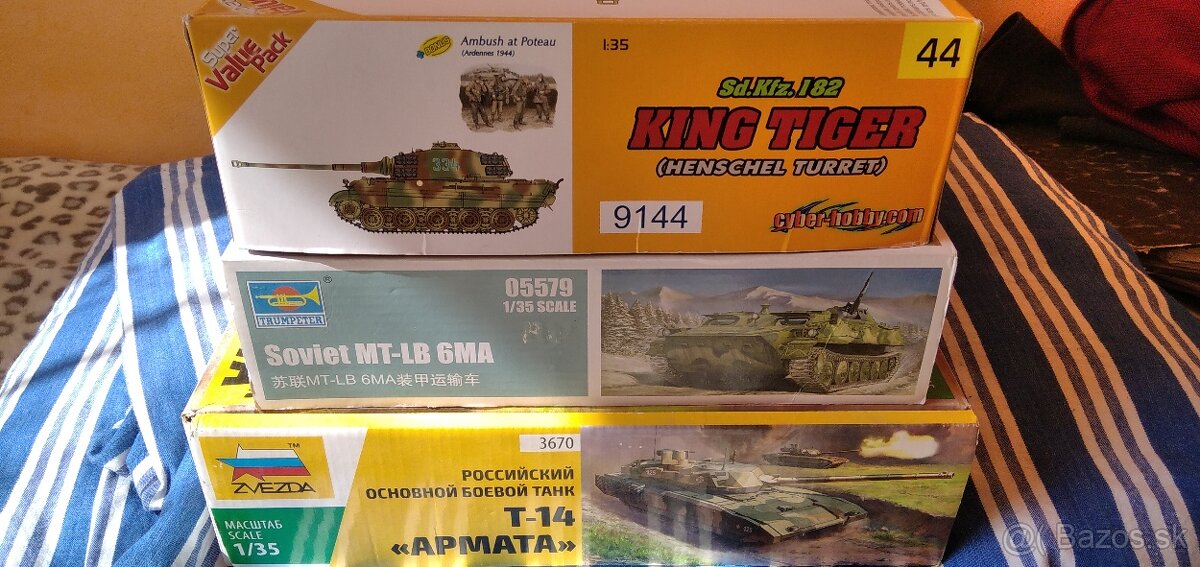 Super
Value
Pack
BONUS
Ambush at Poteau
(Ardennes 1944)
334
1:35
44
Sd.Kfz. 182
KING TIGER
(HENSCHEL TURRET)
9144
cyber-hobby.com
TRUMPETER
®
05579
1/35 SCALE
Soviet MT-LB 6MA
苏联MT-LB 6MA装甲运输车
ZVEZDA
™
3670
РОССИЙСКИЙ
ОСНОВНОЙ БОЕВОЙ ТАНК
Т-14
«АРМАТА»
МАСШТАБ
SCALE
1/35
@( Bazos.sk